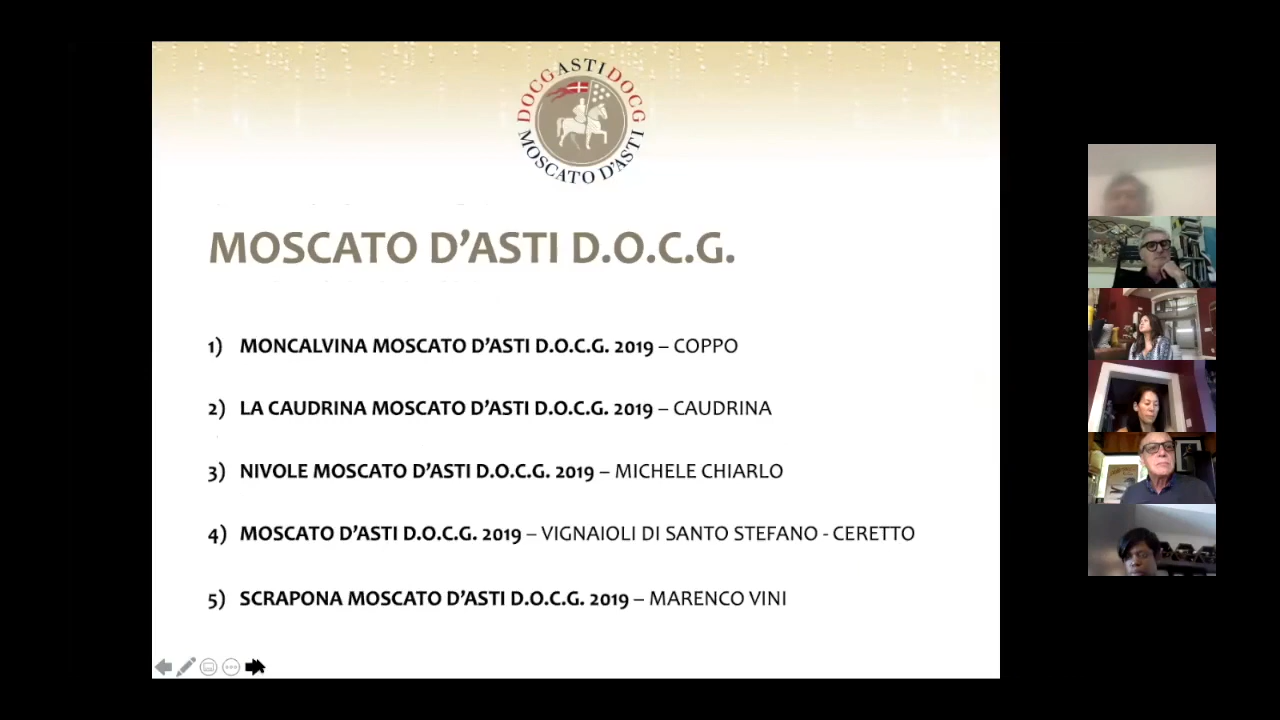 DOCG ASTI DOCG
MOSCATO D'ASTI
MOSCATO D’ASTI D.O.C.G.
1) MONCALVINA MOSCATO D’ASTI D.O.C.G. 2019 – COPPO
2) LA CAUDRINA MOSCATO D’ASTI D.O.C.G. 2019 – CAUDRINA
3) NIVOLE MOSCATO D’ASTI D.O.C.G. 2019 – MICHELE CHIARLO
4) MOSCATO D’ASTI D.O.C.G. 2019 – VIGNAIOLI DI SANTO STEFANO - CERETTO
5) SCRAPONA MOSCATO D’ASTI D.O.C.G. 2019 – MARENCO VINI